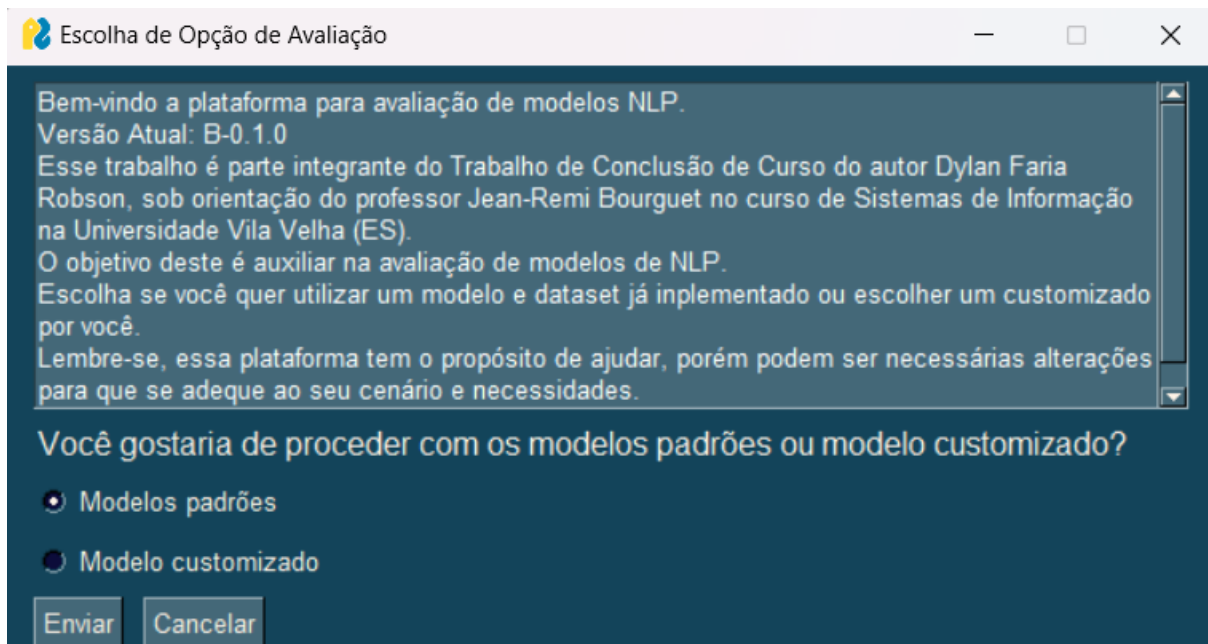 Escolha de Opção de Avaliação
Bem-vindo a plataforma para avaliação de modelos NLP.
Versão Atual: B-0.1.0
Esse trabalho é parte integrante do Trabalho de Conclusão de Curso do autor Dylan Faria
Robson, sob orientação do professor Jean-Remi Bourguet no curso de Sistemas de Informação
na Universidade Vila Velha (ES).
O objetivo deste é auxiliar na avaliação de modelos de NLP.
Escolha se você quer utilizar um modelo e dataset já inplementado ou escolher um customizado
por você.
Lembre-se, essa plataforma tem o propósito de ajudar, porém podem ser necessárias alterações
para que se adeque ao seu cenário e necessidades.
Você gostaria de proceder com os modelos padrões ou modelo customizado?
Modelos padrões
Modelo customizado
Enviar Cancelar